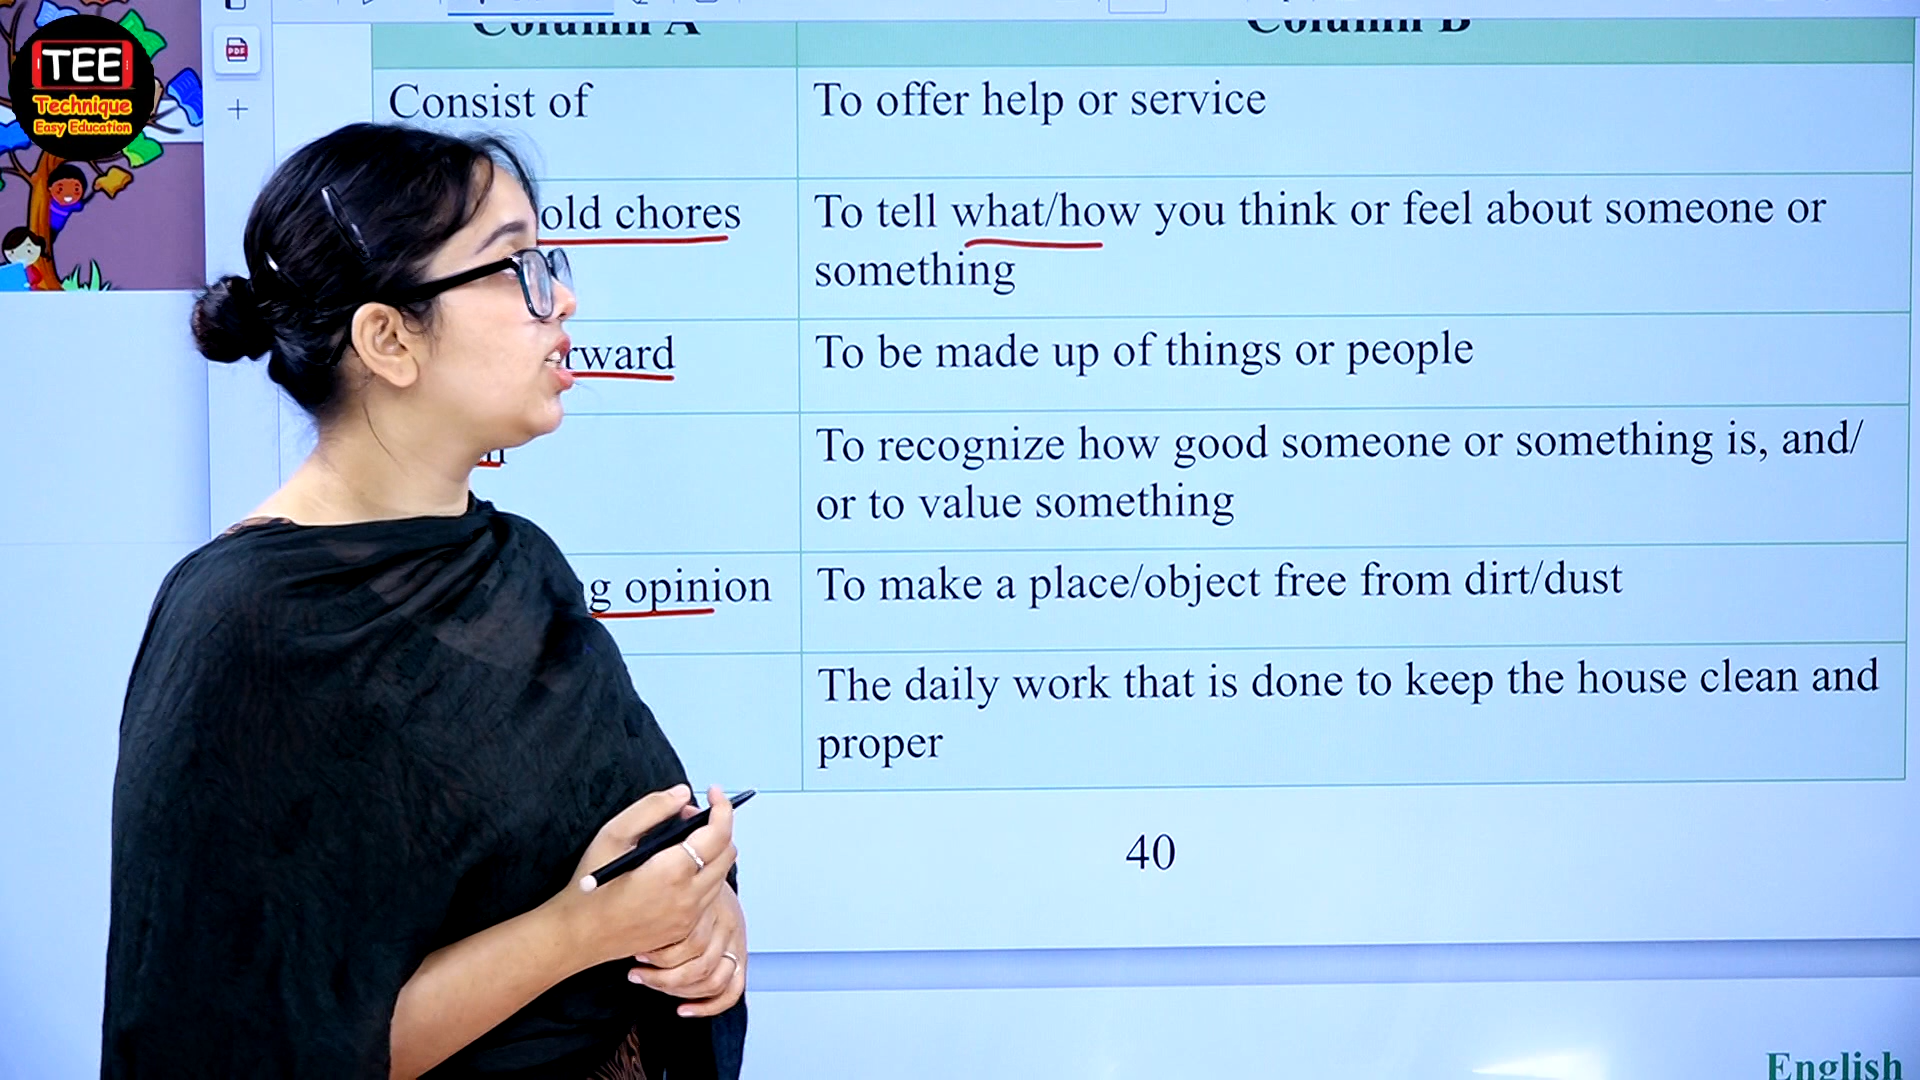 TEE
Technique
Easy Education
PDF
Column A
Column B
Consist of
To offer help or service
old chores
To tell what/how you think or feel about someone or
something
rward
To be made up of things or people
To recognize how good someone or something is, and/
or to value something
g opinion
To make a place/object free from dirt/dust
The daily work that is done to keep the house clean and
proper
40
English